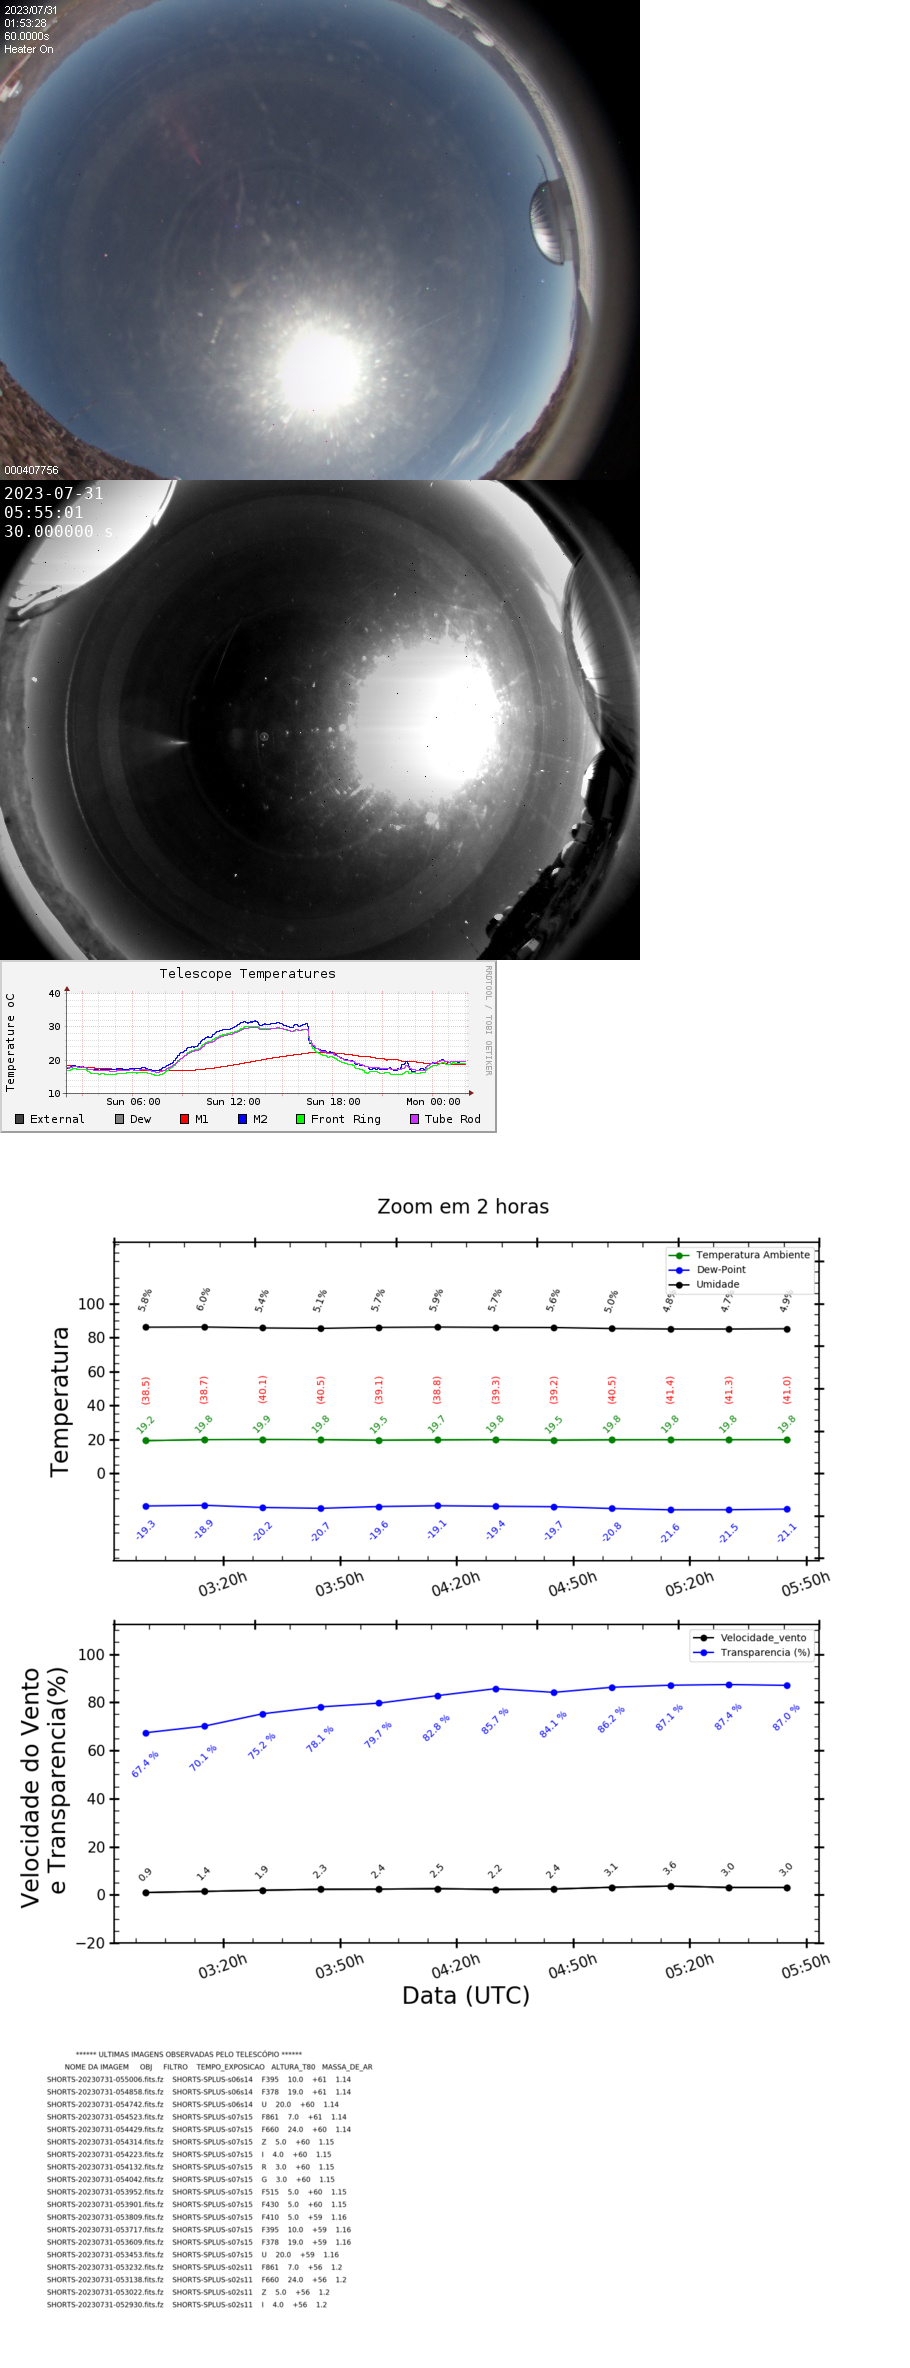 2023/07/31
01:53:28
60.0000s
Heater On
000407756
2023-07-31
05:55:01
30.000000 s
Telescope Temperatures
RRDTOOL / TOBI OETIKER
Temperature oC
40
30
20
10
Sun 06:00 Sun 12:00 Sun 18:00 Mon 00:00
External Dew M1 M2 Front Ring Tube Rod
Zoom em 2 horas
Temperatura Ambiente
Dew-Point
Umidade
5.8% 6.0% 5.4% 5.1% 5.7% 5.9% 5.7% 5.6% 5.0% 4.8% 4.7% 4.9%
Temperatura
100
80
60
40
20
0
(38.5) (38.7) (40.1) (40.5) (39.1) (38.8) (39.3) (39.2) (40.5) (41.4) (41.3) (41.0)
19.2 19.8 19.9 19.8 19.5 19.7 19.8 19.5 19.8 19.8 19.8 19.8
-19.3 -18.9 -20.2 -20.7 -19.6 -19.1 -19.4 -19.7 -20.8 -21.6 -21.5 -21.1
03:20h 03:50h 04:20h 04:50h 05:20h 05:50h
Velocidade_vento
Transparencia (%)
Velocidade do Vento
e Transparencia(%)
100
80
60
40
20
0
−20
67.4 % 70.1 % 75.2 % 78.1 % 79.7 % 82.8 % 85.7 % 84.1 % 86.2 % 87.1 % 87.4 % 87.0 %
0.9 1.4 1.9 2.3 2.4 2.5 2.2 2.4 3.1 3.6 3.0 3.0
03:20h 03:50h 04:20h 04:50h 05:20h 05:50h
Data (UTC)
****** ULTIMAS IMAGENS OBSERVADAS PELO TELESCÓPIO ******
NOME DA IMAGEM OBJ FILTRO TEMPO_EXPOSICAO ALTURA_T80 MASSA_DE_AR
SHORTS-20230731-055006.fits.fz SHORTS-SPLUS-s06s14 F395 10.0 +61 1.14
SHORTS-20230731-054858.fits.fz SHORTS-SPLUS-s06s14 F378 19.0 +61 1.14
SHORTS-20230731-054742.fits.fz SHORTS-SPLUS-s06s14 U 20.0 +60 1.14
SHORTS-20230731-054523.fits.fz SHORTS-SPLUS-s07s15 F861 7.0 +61 1.14
SHORTS-20230731-054429.fits.fz SHORTS-SPLUS-s07s15 F660 24.0 +60 1.14
SHORTS-20230731-054314.fits.fz SHORTS-SPLUS-s07s15 Z 5.0 +60 1.15
SHORTS-20230731-054223.fits.fz SHORTS-SPLUS-s07s15 I 4.0 +60 1.15
SHORTS-20230731-054132.fits.fz SHORTS-SPLUS-s07s15 R 3.0 +60 1.15
SHORTS-20230731-054042.fits.fz SHORTS-SPLUS-s07s15 G 3.0 +60 1.15
SHORTS-20230731-053952.fits.fz SHORTS-SPLUS-s07s15 F515 5.0 +60 1.15
SHORTS-20230731-053901.fits.fz SHORTS-SPLUS-s07s15 F430 5.0 +60 1.15
SHORTS-20230731-053809.fits.fz SHORTS-SPLUS-s07s15 F410 5.0 +59 1.16
SHORTS-20230731-053717.fits.fz SHORTS-SPLUS-s07s15 F395 10.0 +59 1.16
SHORTS-20230731-053609.fits.fz SHORTS-SPLUS-s07s15 F378 19.0 +59 1.16
SHORTS-20230731-053453.fits.fz SHORTS-SPLUS-s07s15 U 20.0 +59 1.16
SHORTS-20230731-053232.fits.fz SHORTS-SPLUS-s02s11 F861 7.0 +56 1.2
SHORTS-20230731-053138.fits.fz SHORTS-SPLUS-s02s11 F660 24.0 +56 1.2
SHORTS-20230731-053022.fits.fz SHORTS-SPLUS-s02s11 Z 5.0 +56 1.2
SHORTS-20230731-052930.fits.fz SHORTS-SPLUS-s02s11 I 4.0 +56 1.2